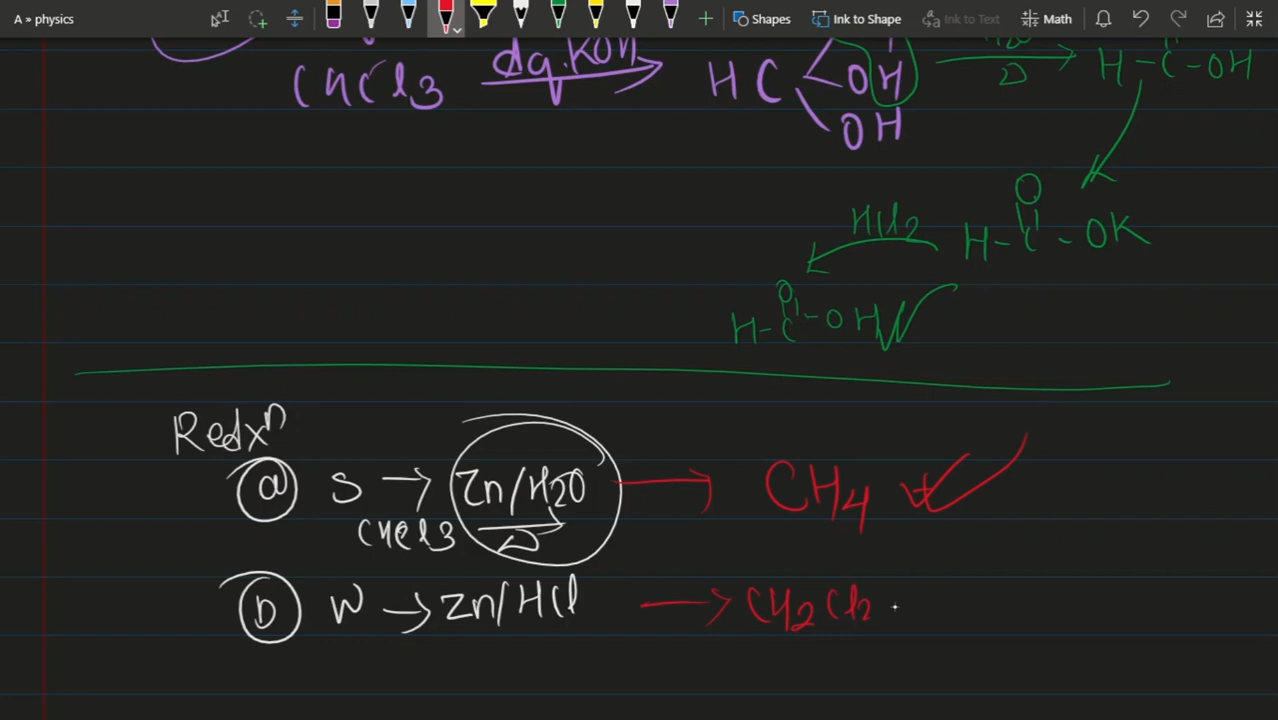 A » physics
Shapes Ink to Shape Ink to Text Math
CHCl3 aq.KOH HC OH OH H2O Δ H-C-OH
O
HCl2 H-C-OK
O
H-C-OH
Redxⁿ
a S → Zn/H2O → CH4
CHCl3 Δ
b W → Zn/HCl → CH2Cl2